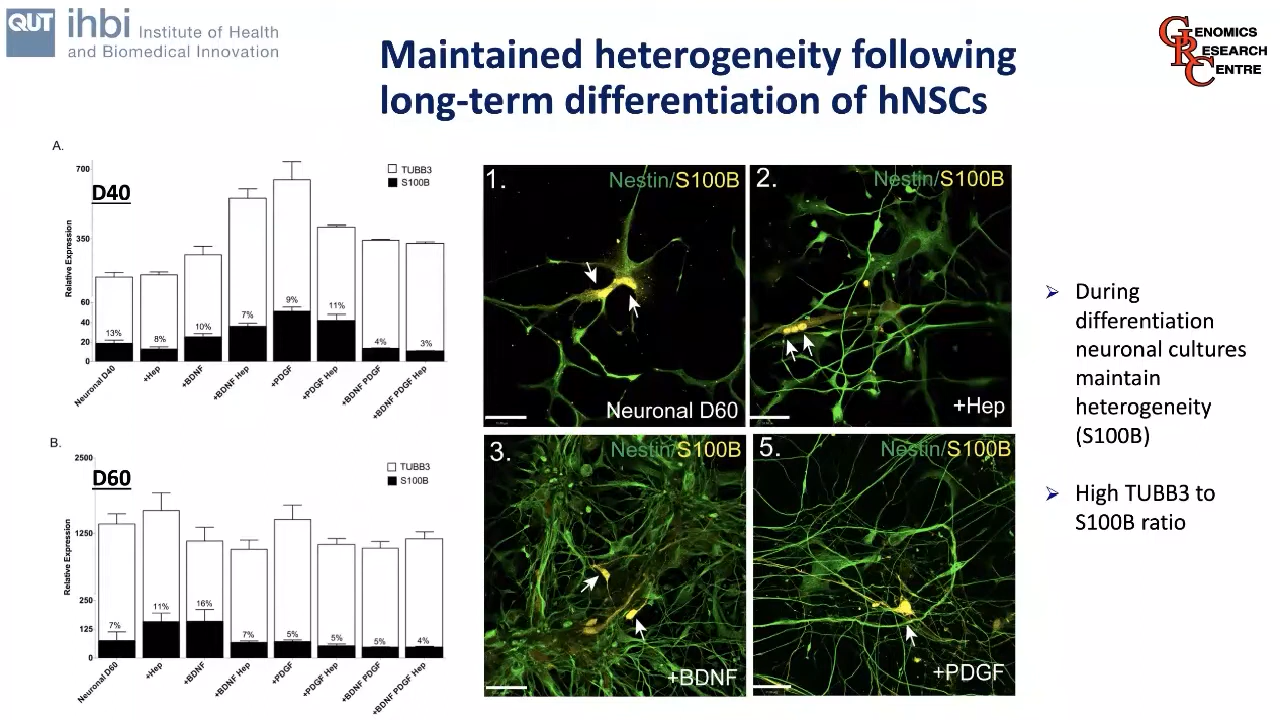 QUT ihbi Institute of Health
and Biomedical Innovation
Maintained heterogeneity following
long-term differentiation of hNSCs
GENOMICS
RESEARCH
CENTRE
A.
D40
TUBB3
S100B
Relative Expression
700
350
60
40
20
0
13%
8%
10%
7%
9%
11%
4%
3%
Neuronal D40
+Hep
+BDNF
+BDNF Hep
+PDGF
+PDGF Hep
+BDNF PDGF
+BDNF PDGF Hep
B.
D60
TUBB3
S100B
Relative Expression
2500
1250
250
125
0
7%
11%
16%
7%
5%
5%
5%
4%
Neuronal D60
+Hep
+BDNF
+BDNF Hep
+PDGF
+PDGF Hep
+BDNF PDGF
+BDNF PDGF Hep
1.
Nestin/S100B
Neuronal D60
2.
Nestin/S100B
+Hep
3.
Nestin/S100B
+BDNF
5.
Nestin/S100B
+PDGF
During
differentiation
neuronal cultures
maintain
heterogeneity
(S100B)
High TUBB3 to
S100B ratio